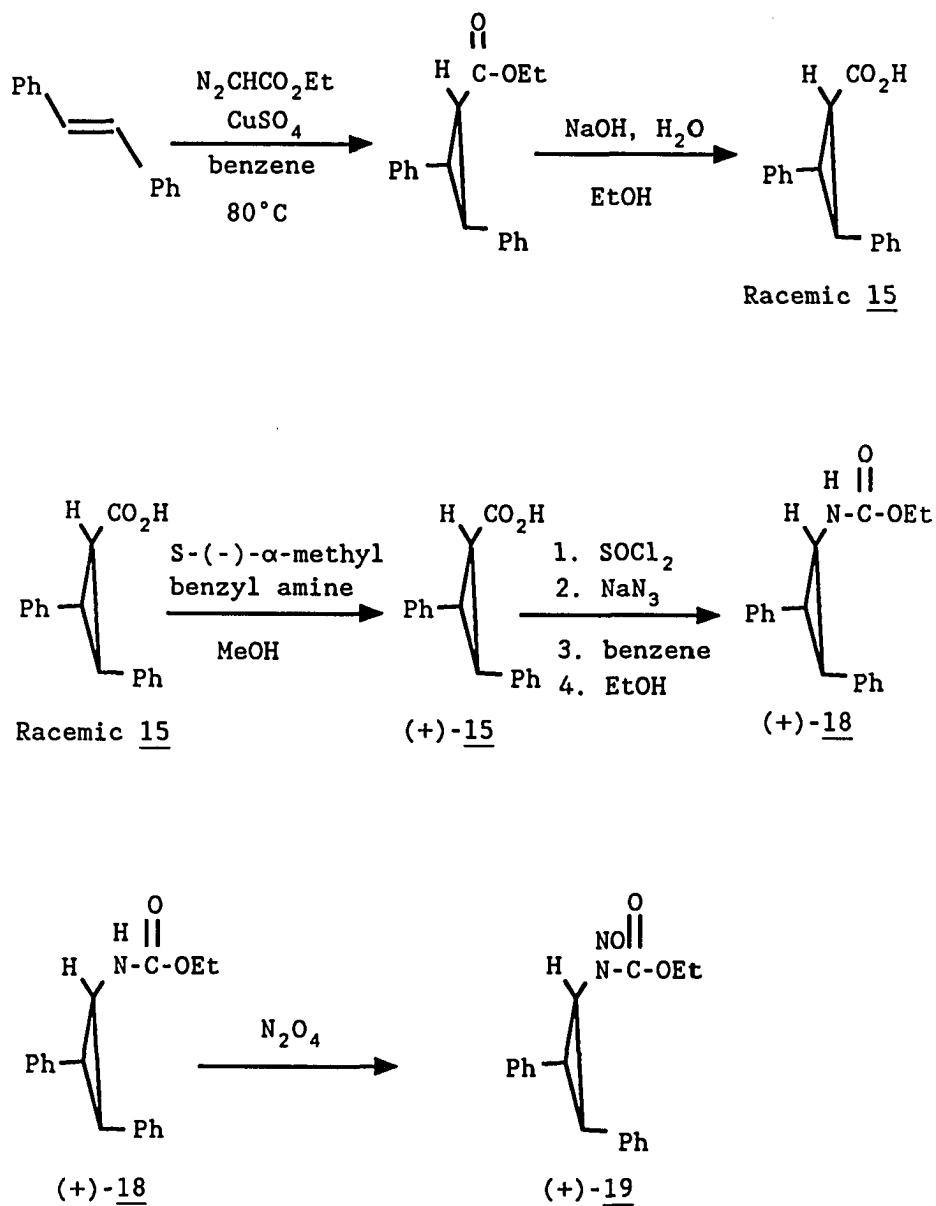 O
H C-OEt
Ph
N₂CHCO₂Et
CuSO₄
benzene
80°C
Ph
Ph
Ph
NaOH, H₂O
EtOH
H CO₂H
Ph
Ph
Racemic 15
H CO₂H
Ph
Ph
Racemic 15
S-(-)-α-methyl
benzyl amine
MeOH
H CO₂H
Ph
Ph
(+)-15
1. SOCl₂
2. NaN₃
3. benzene
4. EtOH
O
H
H N-C-OEt
Ph
Ph
(+)-18
O
H
H N-C-OEt
Ph
Ph
(+)-18
N₂O₄
O
NO
H N-C-OEt
Ph
Ph
(+)-19